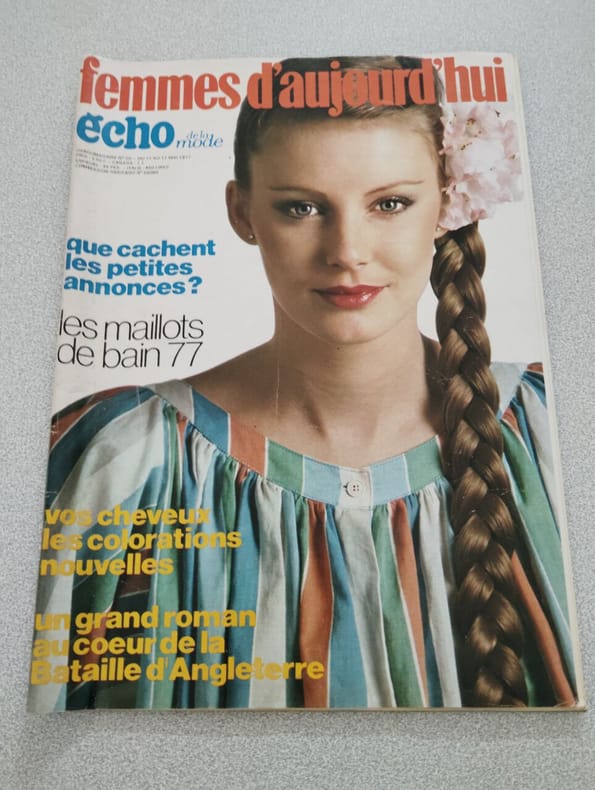 femmes d'aujourd'hui
écho de la mode
que cachent
les petites
annonces?
les maillots
de bain 77
vos cheveux
les colorations
nouvelles
un grand roman
au coeur de la
Bataille d'Angleterre